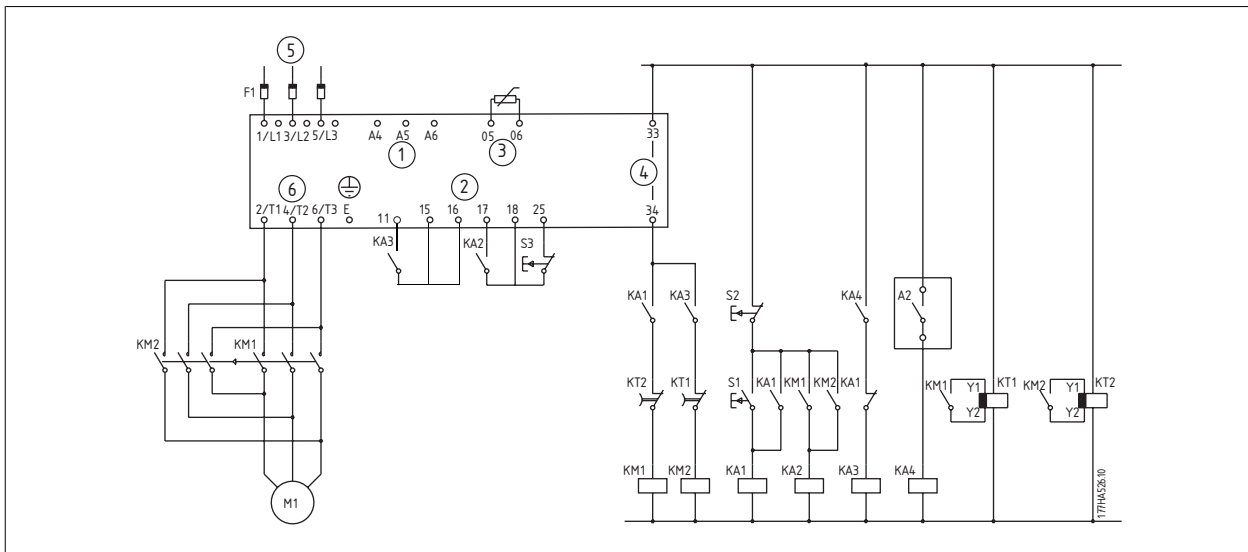 5
F1
1/L1 3/L2 5/L3 A4 A5 A6 05 06 33
1 3
4
6 2
2/T1 4/T2 6/T3 E 11 15 16 17 18 25 34
KA3 KA2 S3
KA1 KA3 S2 KA4 A2
KM2 KM1
KT2 KT1 S1 KA1 KM1 KM2 KA1 KM1 Y1 KT1 KM2 Y1 KT2
Y2 Y2
KM1 KM2 KA1 KA2 KA3 KA4
M1
177HA526.10